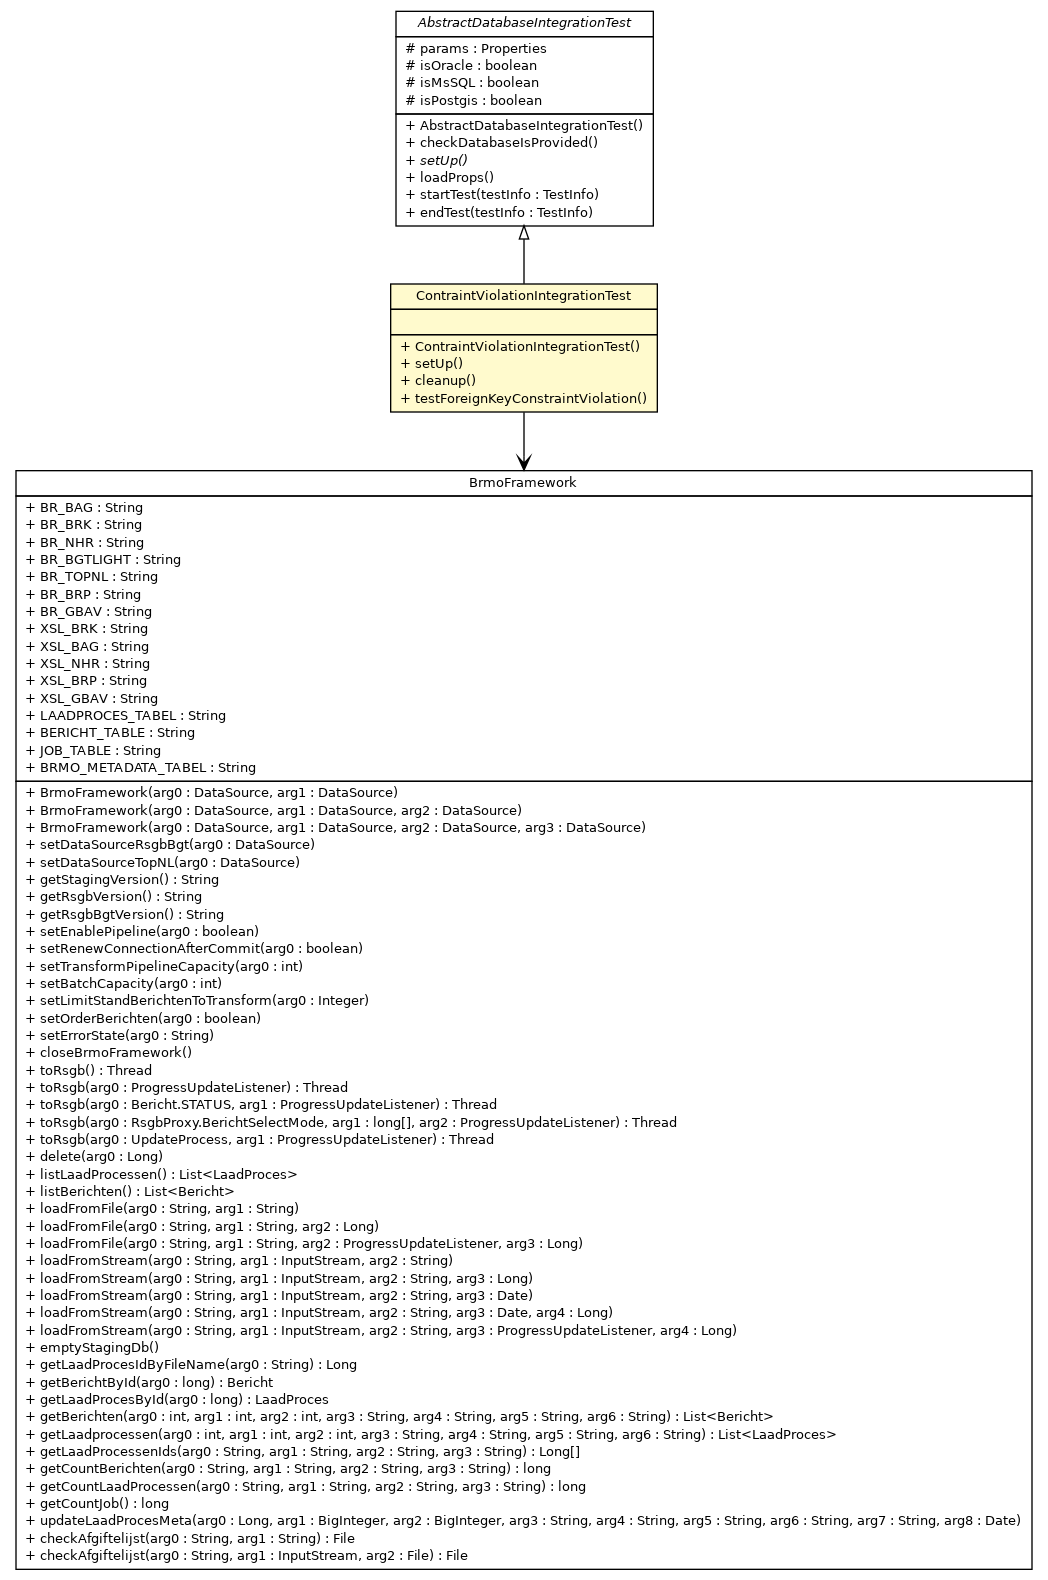 AbstractDatabaseIntegrationTest
# params : Properties
# isOracle : boolean
# isMsSQL : boolean
# isPostgis : boolean
+ AbstractDatabaseIntegrationTest()
+ checkDatabaseIsProvided()
+ setUp()
+ loadProps()
+ startTest(testInfo : TestInfo)
+ endTest(testInfo : TestInfo)
ContraintViolationIntegrationTest
+ ContraintViolationIntegrationTest()
+ setUp()
+ cleanup()
+ testForeignKeyConstraintViolation()
BrmoFramework
+ BR_BAG : String
+ BR_BRK : String
+ BR_NHR : String
+ BR_BGTLIGHT : String
+ BR_TOPNL : String
+ BR_BRP : String
+ BR_GBAV : String
+ XSL_BRK : String
+ XSL_BAG : String
+ XSL_NHR : String
+ XSL_BRP : String
+ XSL_GBAV : String
+ LAADPROCES_TABEL : String
+ BERICHT_TABLE : String
+ JOB_TABLE : String
+ BRMO_METADATA_TABEL : String
+ BrmoFramework(arg0 : DataSource, arg1 : DataSource)
+ BrmoFramework(arg0 : DataSource, arg1 : DataSource, arg2 : DataSource)
+ BrmoFramework(arg0 : DataSource, arg1 : DataSource, arg2 : DataSource, arg3 : DataSource)
+ setDataSourceRsgbBgt(arg0 : DataSource)
+ setDataSourceTopNL(arg0 : DataSource)
+ getStagingVersion() : String
+ getRsgbVersion() : String
+ getRsgbBgtVersion() : String
+ setEnablePipeline(arg0 : boolean)
+ setRenewConnectionAfterCommit(arg0 : boolean)
+ setTransformPipelineCapacity(arg0 : int)
+ setBatchCapacity(arg0 : int)
+ setLimitStandBerichtenToTransform(arg0 : Integer)
+ setOrderBerichten(arg0 : boolean)
+ setErrorState(arg0 : String)
+ closeBrmoFramework()
+ toRsgb() : Thread
+ toRsgb(arg0 : ProgressUpdateListener) : Thread
+ toRsgb(arg0 : Bericht.STATUS, arg1 : ProgressUpdateListener) : Thread
+ toRsgb(arg0 : RsgbProxy.BerichtSelectMode, arg1 : long[], arg2 : ProgressUpdateListener) : Thread
+ toRsgb(arg0 : UpdateProcess, arg1 : ProgressUpdateListener) : Thread
+ delete(arg0 : Long)
+ listLaadProcessen() : List<LaadProces>
+ listBerichten() : List<Bericht>
+ loadFromFile(arg0 : String, arg1 : String)
+ loadFromFile(arg0 : String, arg1 : String, arg2 : Long)
+ loadFromFile(arg0 : String, arg1 : String, arg2 : ProgressUpdateListener, arg3 : Long)
+ loadFromStream(arg0 : String, arg1 : InputStream, arg2 : String)
+ loadFromStream(arg0 : String, arg1 : InputStream, arg2 : String, arg3 : Long)
+ loadFromStream(arg0 : String, arg1 : InputStream, arg2 : String, arg3 : Date)
+ loadFromStream(arg0 : String, arg1 : InputStream, arg2 : String, arg3 : Date, arg4 : Long)
+ loadFromStream(arg0 : String, arg1 : InputStream, arg2 : String, arg3 : ProgressUpdateListener, arg4 : Long)
+ emptyStagingDb()
+ getLaadProcesIdByFileName(arg0 : String) : Long
+ getBerichtById(arg0 : long) : Bericht
+ getLaadProcesById(arg0 : long) : LaadProces
+ getBerichten(arg0 : int, arg1 : int, arg2 : int, arg3 : String, arg4 : String, arg5 : String, arg6 : String) : List<Bericht>
+ getLaadprocessen(arg0 : int, arg1 : int, arg2 : int, arg3 : String, arg4 : String, arg5 : String, arg6 : String) : List<LaadProces>
+ getLaadProcessenIds(arg0 : String, arg1 : String, arg2 : String, arg3 : String) : Long[]
+ getCountBerichten(arg0 : String, arg1 : String, arg2 : String, arg3 : String) : long
+ getCountLaadProcessen(arg0 : String, arg1 : String, arg2 : String, arg3 : String) : long
+ getCountJob() : long
+ updateLaadProcesMeta(arg0 : Long, arg1 : BigInteger, arg2 : BigInteger, arg3 : String, arg4 : String, arg5 : String, arg6 : String, arg7 : String, arg8 : Date)
+ checkAfgiftelijst(arg0 : String, arg1 : String) : File
+ checkAfgiftelijst(arg0 : String, arg1 : InputStream, arg2 : File) : File